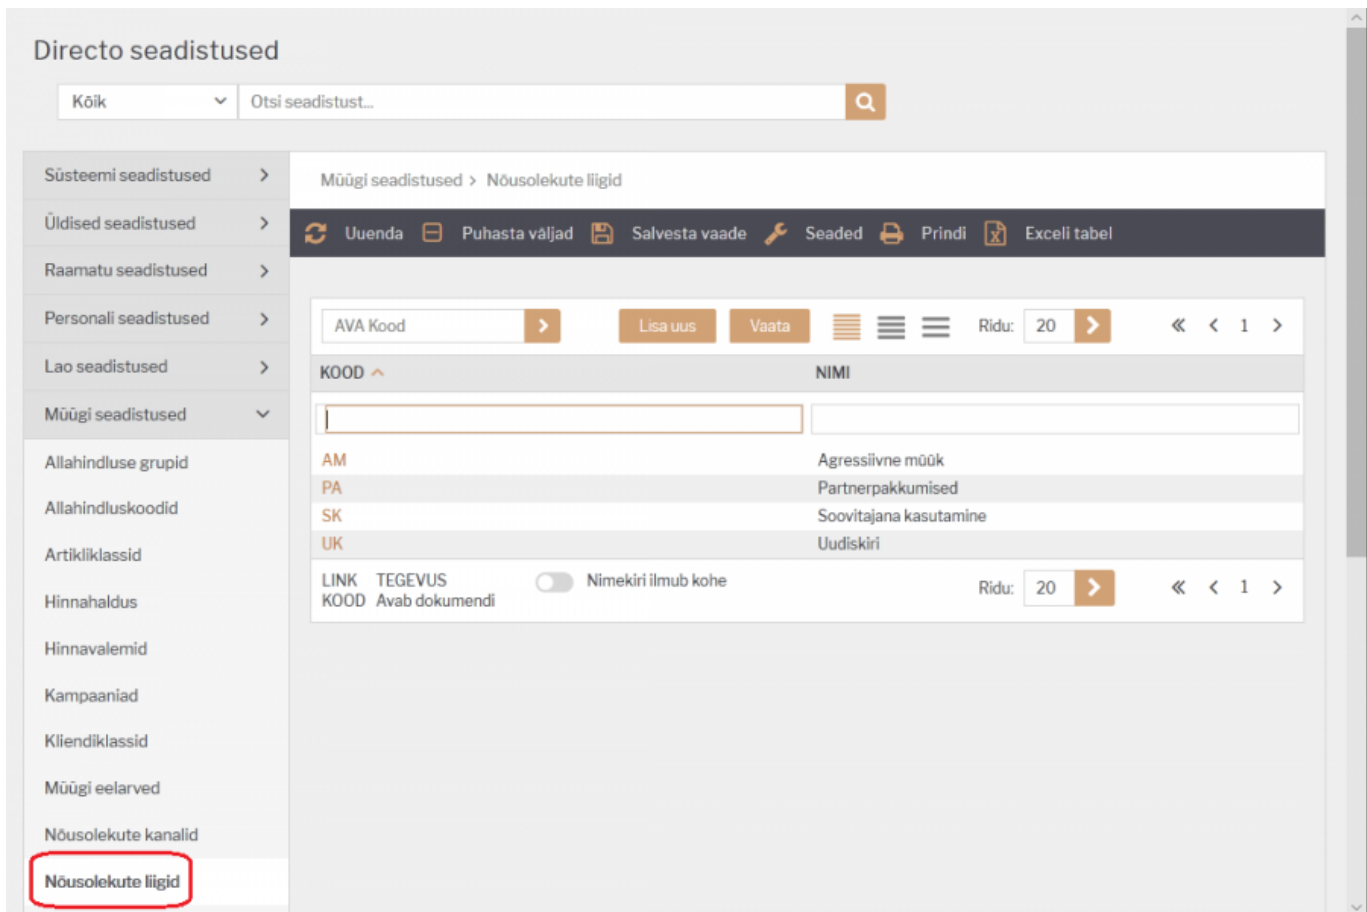 Directo seadistused
Kõik Otsi seadistust...
Süsteemi seadistused
Üldised seadistused
Raamatu seadistused
Personali seadistused
Lao seadistused
Müügi seadistused
Allahindluse grupid
Allahindluskoodid
Artikliklassid
Hinnahaldus
Hinnavalemid
Kampaaniad
Kliendiklassid
Müügi eelarved
Nõusolekute kanalid
Nõusolekute liigid
Müügi seadistused > Nõusolekute liigid
Uuenda Puhasta väljad Salvesta vaade Seaded Prindi Exceli tabel
AVA Kood Lisa uus Vaata Ridu: 20 1
KOOD NIMI
AM Agressiivne müük
PA Partnerpakkumised
SK Soovitajana kasutamine
UK Uudiskiri
LINK TEGEVUS Nimekiri ilmub kohe Ridu: 20 1
KOOD Avab dokumendi